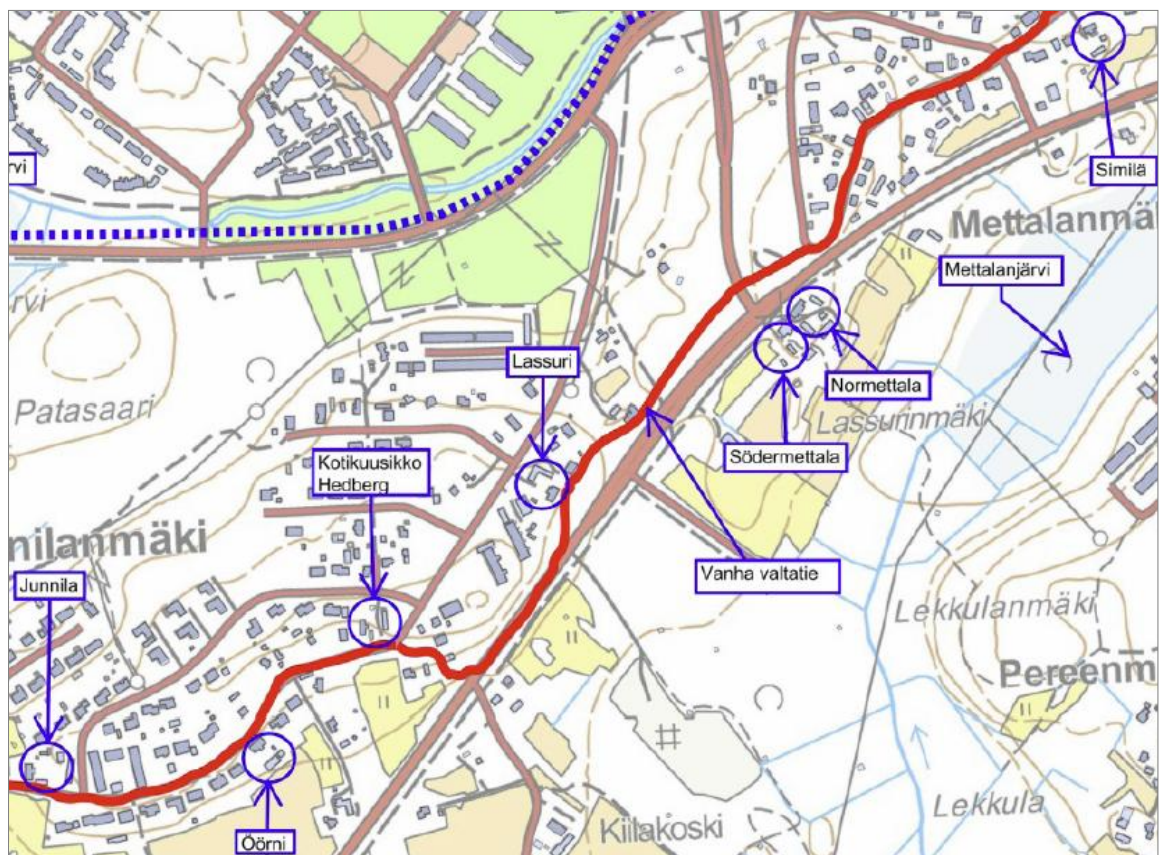 rvi
Similä
Mettalanmä
Mettalanjärvi
rvi
Lassuri
Normettala
Patasaari
Lassurinmäki
Kotikuusikko
Hedberg
Södermettala
nilanmäki
Vanha valtatie
Junnila
Lekkulanmäki
Pereenm
Lekkula
Kiilakoski
Öörni